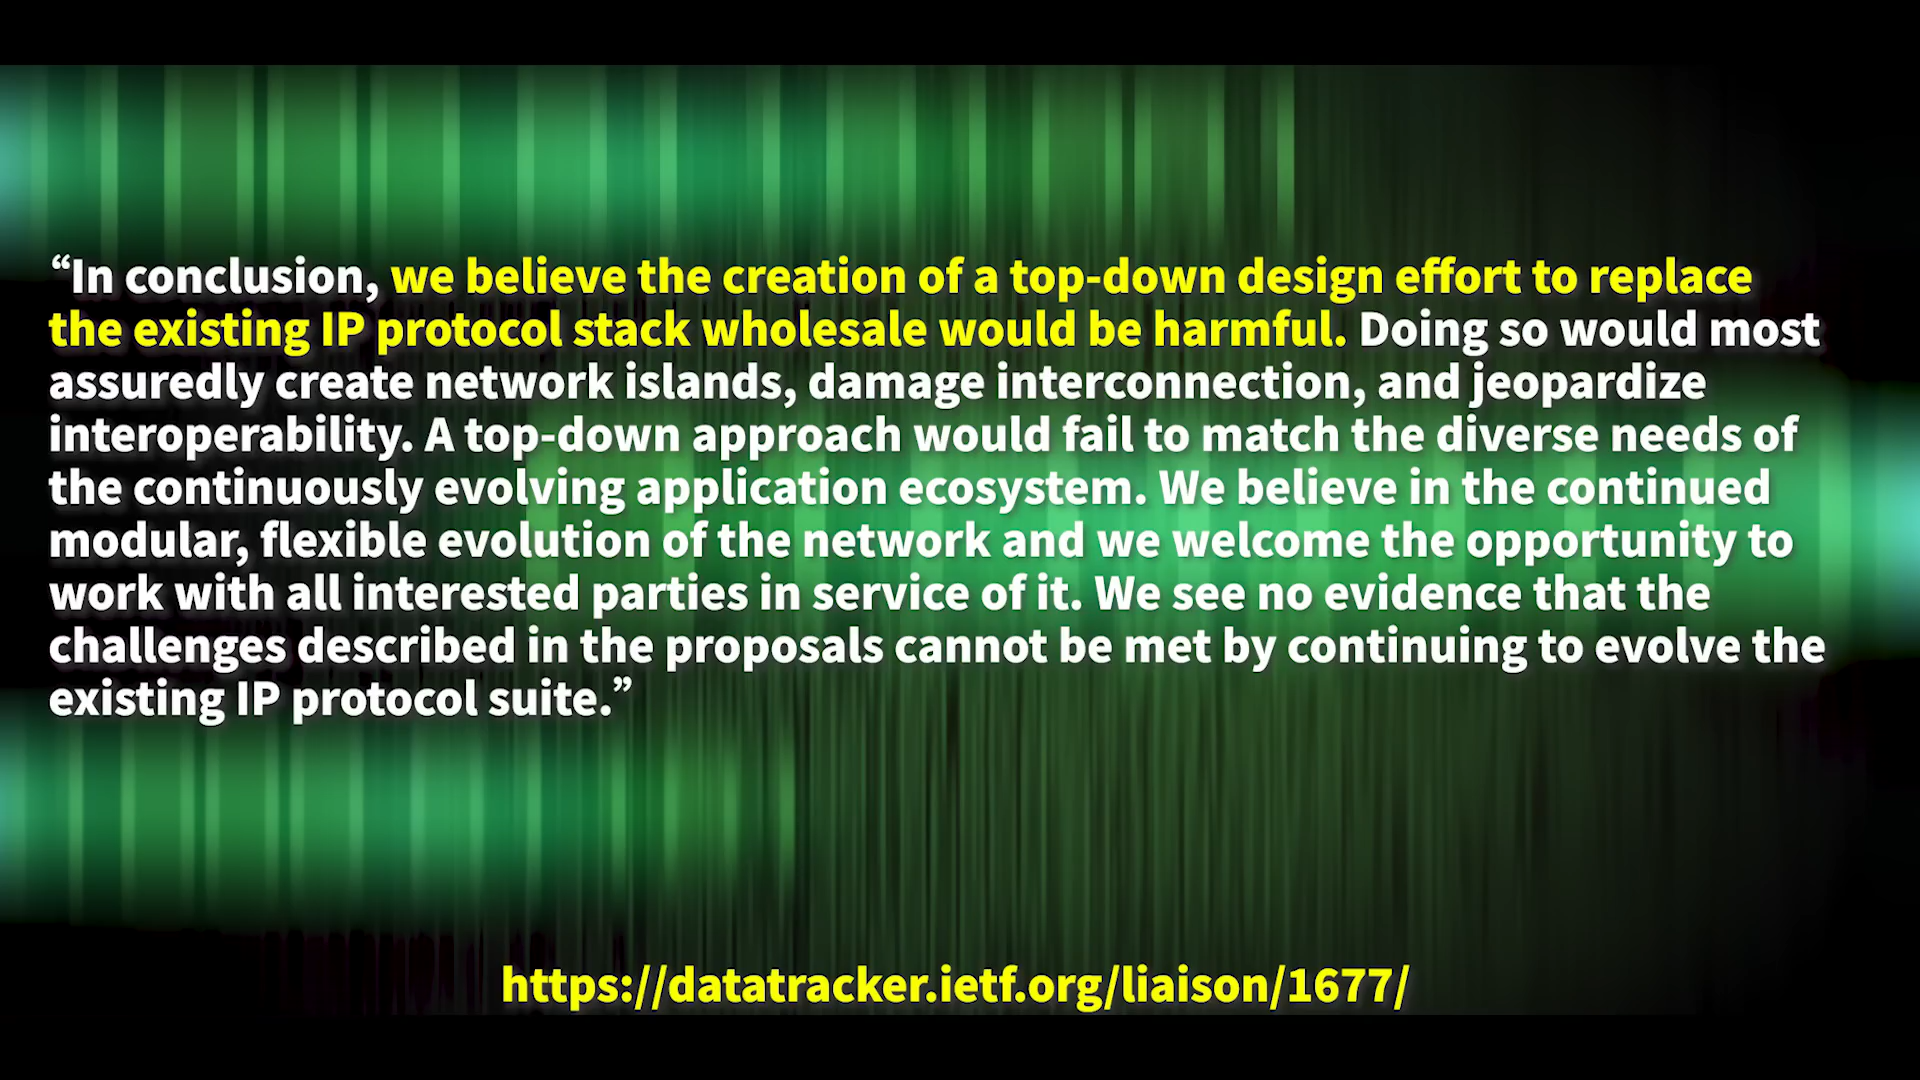 “In conclusion, we believe the creation of a top-down design effort to replace
the existing IP protocol stack wholesale would be harmful. Doing so would most
assuredly create network islands, damage interconnection, and jeopardize
interoperability. A top-down approach would fail to match the diverse needs of
the continuously evolving application ecosystem. We believe in the continued
modular, flexible evolution of the network and we welcome the opportunity to
work with all interested parties in service of it. We see no evidence that the
challenges described in the proposals cannot be met by continuing to evolve the
existing IP protocol suite.”
https://datatracker.ietf.org/liaison/1677/